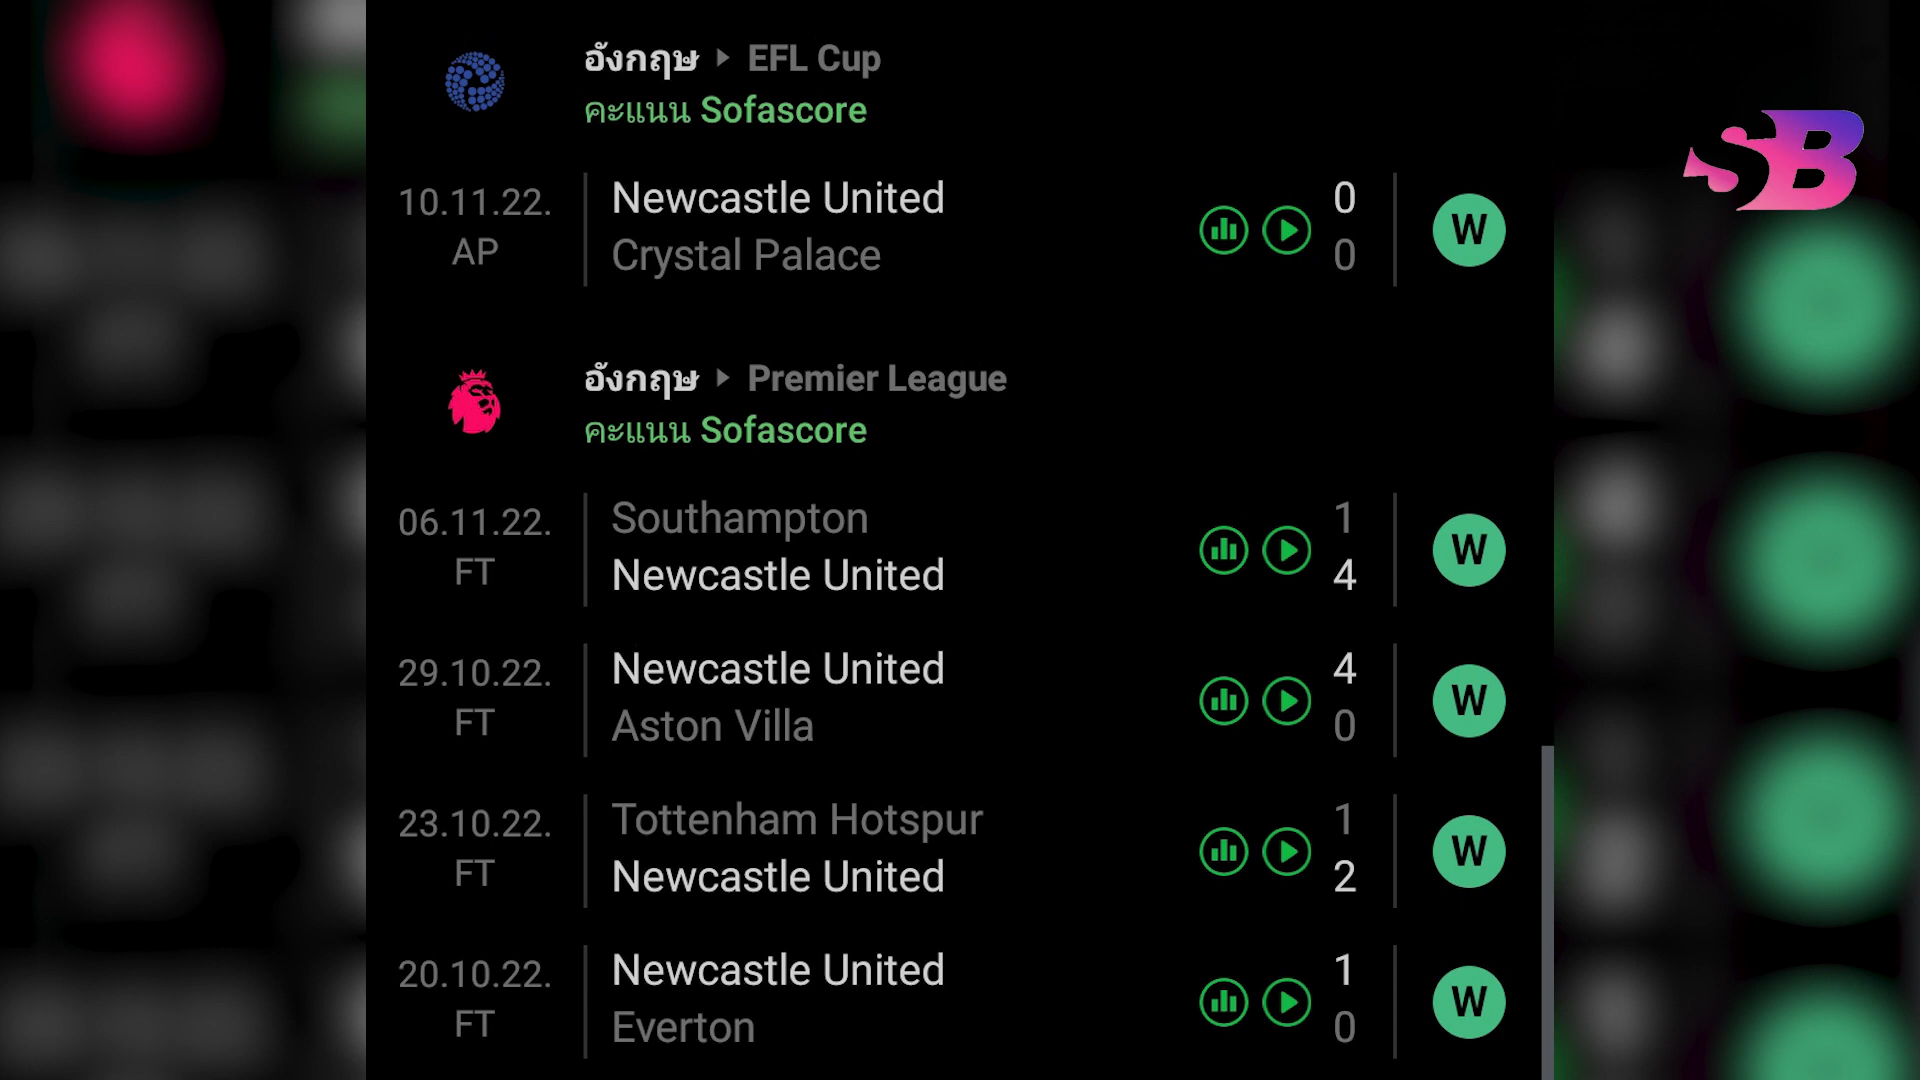 อังกฤษ EFL Cup
คะแนน Sofascore
10.11.22.
AP
Newcastle United 0
Crystal Palace 0
W
อังกฤษ Premier League
คะแนน Sofascore
06.11.22.
FT
Southampton 1
Newcastle United 4
W
29.10.22.
FT
Newcastle United 4
Aston Villa 0
W
23.10.22.
FT
Tottenham Hotspur 1
Newcastle United 2
W
20.10.22.
FT
Newcastle United 1
Everton 0
W
SB